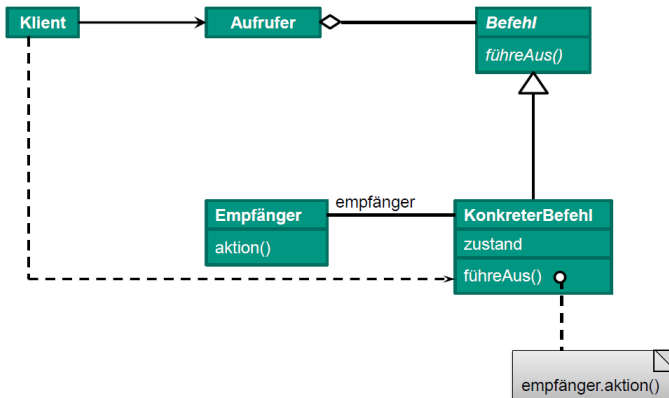 Klient
Aufrufer
Befehl
führeAus()
Empfänger
aktion()
empfänger
KonkreterBefehl
zustand
führeAus()
empfänger.aktion()